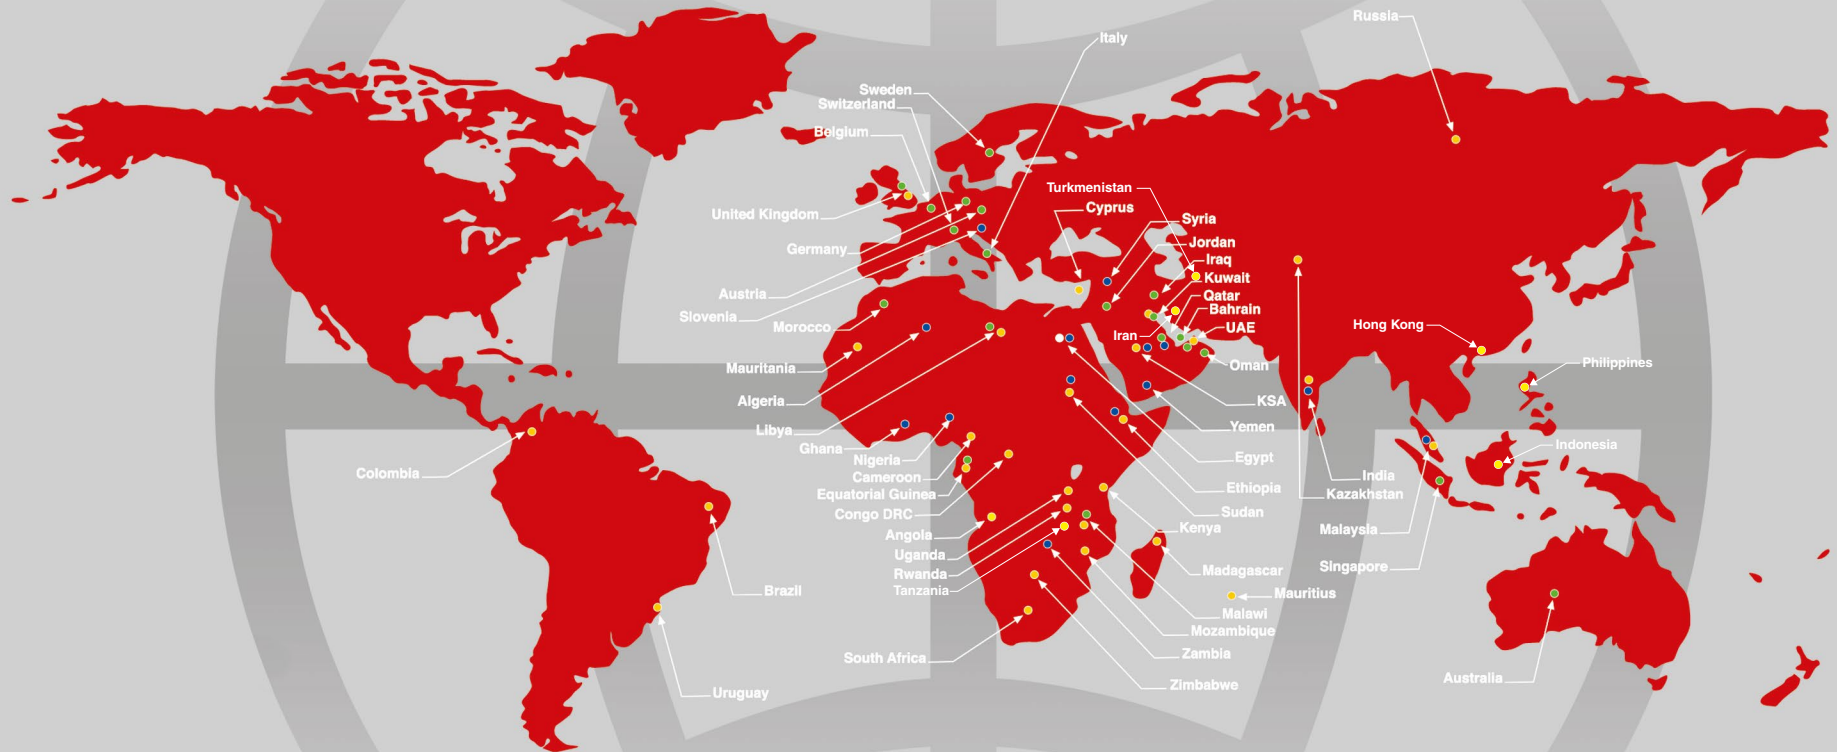 Russia
Italy
Sweden
Switzerland
Belgium
Turkmenistan
Cyprus
United Kingdom
Syria
Jordan
Germany
Iraq
Kuwait
Austria
Qatar
Bahrain
Slovenia
Morocco
UAE
Hong Kong
Iran
Philippines
Oman
Mauritania
Algeria
KSA
Yemen
Libya
Ghana
Indonesia
Nigeria
Egypt
Colombia
Cameroon
India
Ethiopia
Equatorial Guinea
Kazakhstan
Congo DRC
Sudan
Kenya
Malaysia
Angola
Uganda
Singapore
Madagascar
Rwanda
Tanzania
Brazil
Mauritius
Malawi
Mozambique
Zambia
South Africa
Australia
Zimbabwe
Uruguay